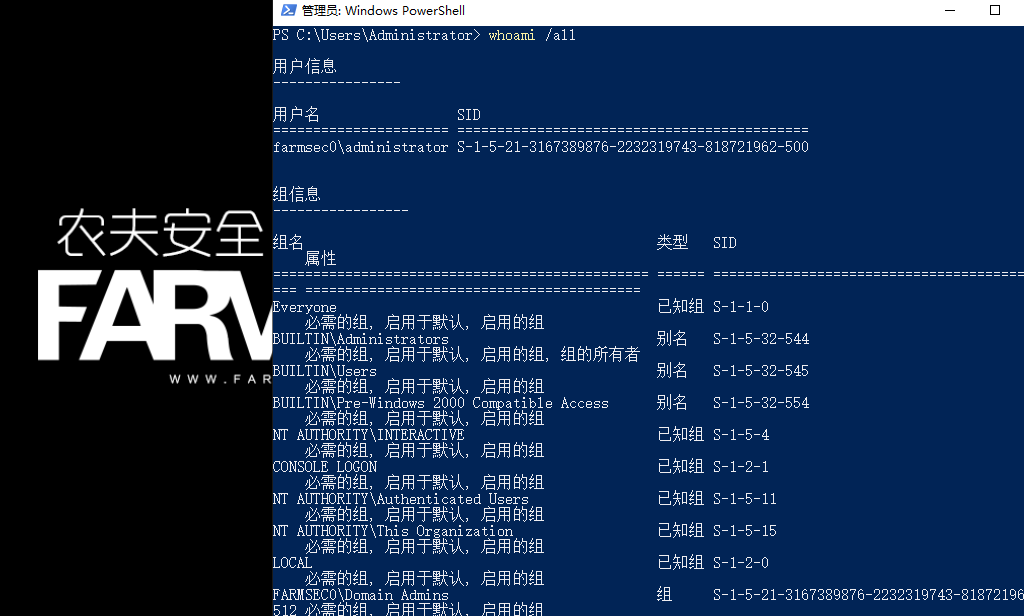 管理员: Windows PowerShell
PS C:\Users\Administrator> whoami /all
用户信息
----------------
用户名 SID
====================== ============================================
farmsec0\administrator S-1-5-21-3167389876-2232319743-818721962-500
组信息
-----------------
组名 类型 SID
属性
=============================================== ====== =======================================
=== ==========================================
Everyone 已知组 S-1-1-0
必需的组, 启用于默认, 启用的组
BUILTIN\Administrators 别名 S-1-5-32-544
必需的组, 启用于默认, 启用的组, 组的所有者
BUILTIN\Users 别名 S-1-5-32-545
必需的组, 启用于默认, 启用的组
BUILTIN\Pre-Windows 2000 Compatible Access 别名 S-1-5-32-554
必需的组, 启用于默认, 启用的组
NT AUTHORITY\INTERACTIVE 已知组 S-1-5-4
必需的组, 启用于默认, 启用的组
CONSOLE LOGON 已知组 S-1-2-1
必需的组, 启用于默认, 启用的组
NT AUTHORITY\Authenticated Users 已知组 S-1-5-11
必需的组, 启用于默认, 启用的组
NT AUTHORITY\This Organization 已知组 S-1-5-15
必需的组, 启用于默认, 启用的组
LOCAL 已知组 S-1-2-0
必需的组, 启用于默认, 启用的组
FARMSEC0\Domain Admins 组 S-1-5-21-3167389876-2232319743-81872196
512 必需的组, 启用于默认, 启用的组
农夫安全
FARM
WWW.FAR